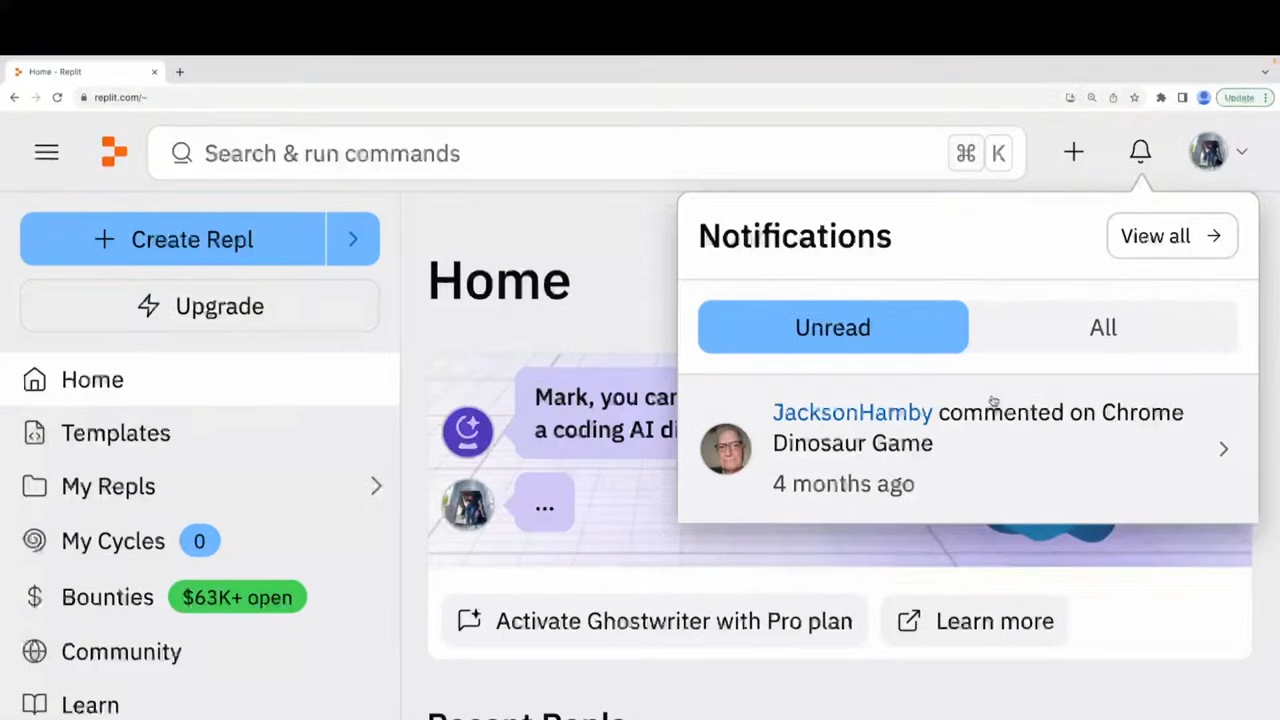 Home - Replit
replit.com/~
Update
Search & run commands
⌘ K
Create Repl
Upgrade
Home
Templates
My Repls
My Cycles 0
Bounties $63K+ open
Community
Learn
Home
Mark, you can
a coding AI
...
Activate Ghostwriter with Pro plan
Learn more
Notifications
View all
Unread
All
JacksonHamby commented on Chrome
Dinosaur Game
4 months ago